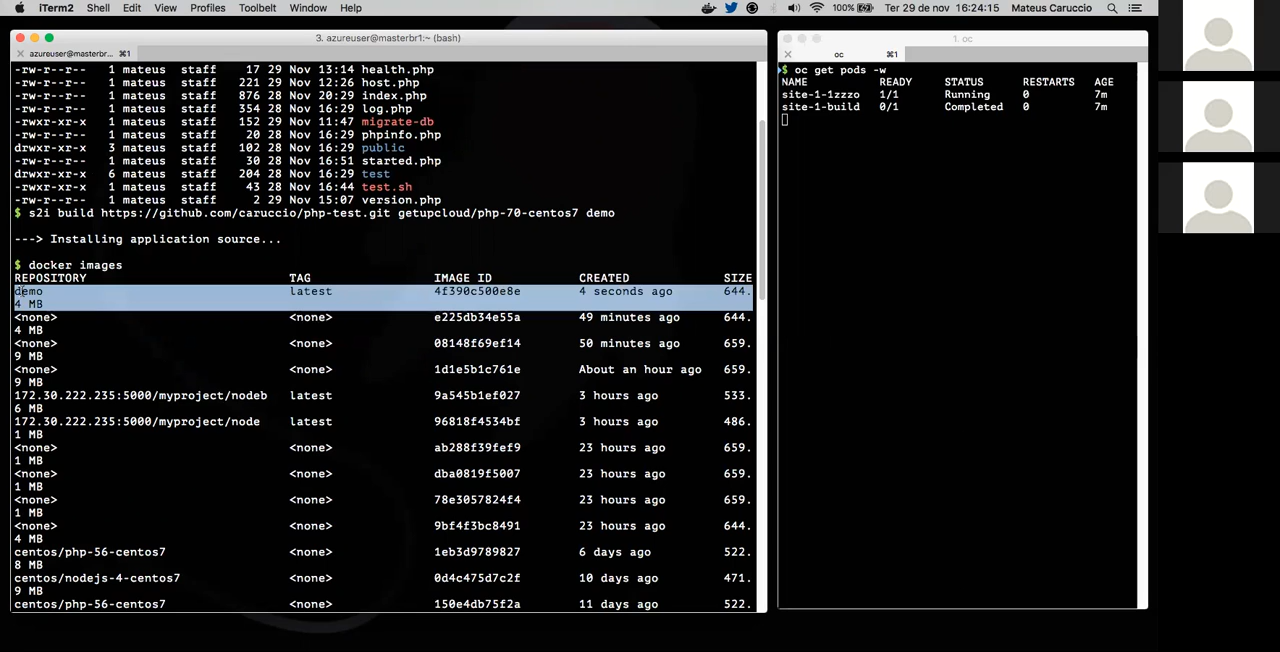 iTerm2 Shell Edit View Profiles Toolbelt Window Help 100% Ter 29 de nov 16:24:15 Mateus Caruccio
3. azureuser@masterbr1:~ (bash)
azureuser@masterbr... ⌘1
-rw-r--r-- 1 mateus staff 17 29 Nov 13:14 health.php
-rw-r--r-- 1 mateus staff 221 29 Nov 12:26 host.php
-rw-r--r-- 1 mateus staff 876 28 Nov 20:29 index.php
-rw-r--r-- 1 mateus staff 354 28 Nov 16:29 log.php
-rwxr-xr-x 1 mateus staff 152 29 Nov 11:47 migrate-db
-rw-r--r-- 1 mateus staff 20 28 Nov 16:29 phpinfo.php
drwxr-xr-x 3 mateus staff 102 28 Nov 16:29 public
-rw-r--r-- 1 mateus staff 30 28 Nov 16:51 started.php
drwxr-xr-x 6 mateus staff 204 28 Nov 16:29 test
-rwxr-xr-x 1 mateus staff 43 28 Nov 16:44 test.sh
-rw-r--r-- 1 mateus staff 2 29 Nov 15:07 version.php
$ s2i build https://github.com/caruccio/php-test.git getupcloud/php-70-centos7 demo
---> Installing application source...
$ docker images
REPOSITORY TAG IMAGE ID CREATED SIZE
demo latest 4f390c500e8e 4 seconds ago 644.
4 MB
<none> <none> e225db34e55a 49 minutes ago 644.
4 MB
<none> <none> 08148f69ef14 50 minutes ago 659.
9 MB
<none> <none> 1d1e5b1c761e About an hour ago 659.
9 MB
172.30.222.235:5000/myproject/nodeb latest 9a545b1ef027 3 hours ago 533.
6 MB
172.30.222.235:5000/myproject/node latest 96818f4534bf 3 hours ago 486.
1 MB
<none> <none> ab288f39fef9 23 hours ago 659.
1 MB
<none> <none> dba0819f5007 23 hours ago 659.
1 MB
<none> <none> 78e3057824f4 23 hours ago 659.
1 MB
<none> <none> 9bf4f3bc8491 23 hours ago 644.
4 MB
centos/php-56-centos7 <none> 1eb3d9789827 6 days ago 522.
8 MB
centos/nodejs-4-centos7 <none> 0d4c475d7c2f 10 days ago 471.
9 MB
centos/php-56-centos7 <none> 150e4db75f2a 11 days ago 522.
1. oc
oc ⌘1
$ oc get pods -w
NAME READY STATUS RESTARTS AGE
site-1-1zzzo 1/1 Running 0 7m
site-1-build 0/1 Completed 0 7m